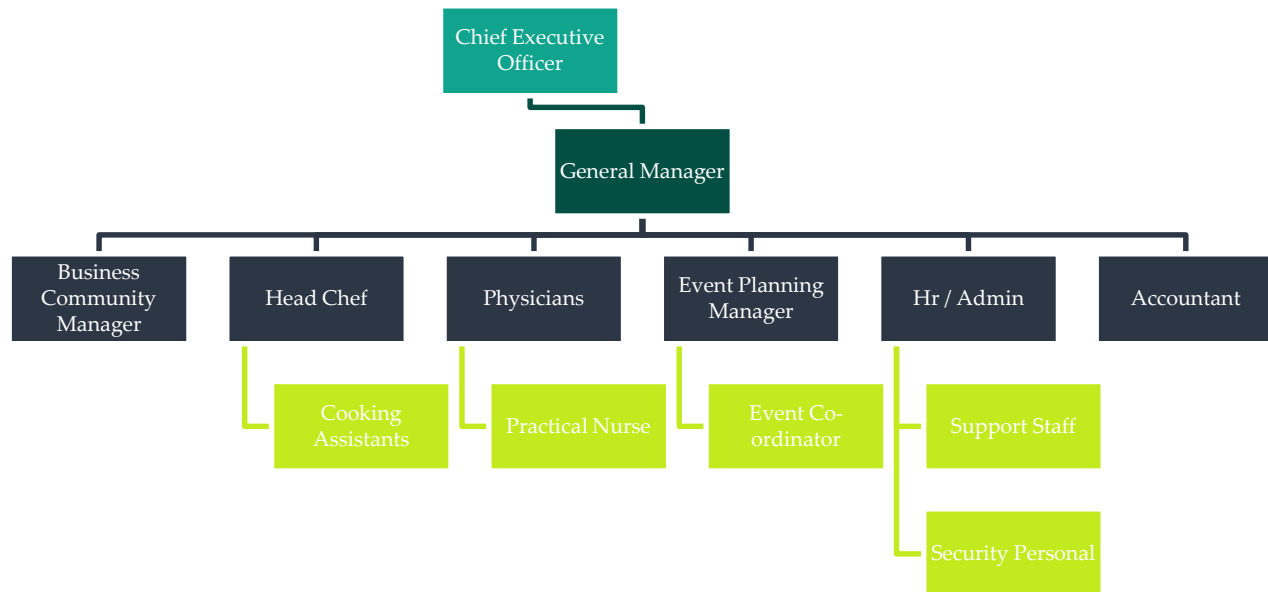 Chief Executive
Officer
General Manager
Business
Community
Manager
Head Chef
Physicians
Event Planning
Manager
Hr / Admin
Accountant
Cooking
Assistants
Practical Nurse
Event Co-
ordinator
Support Staff
Security Personal